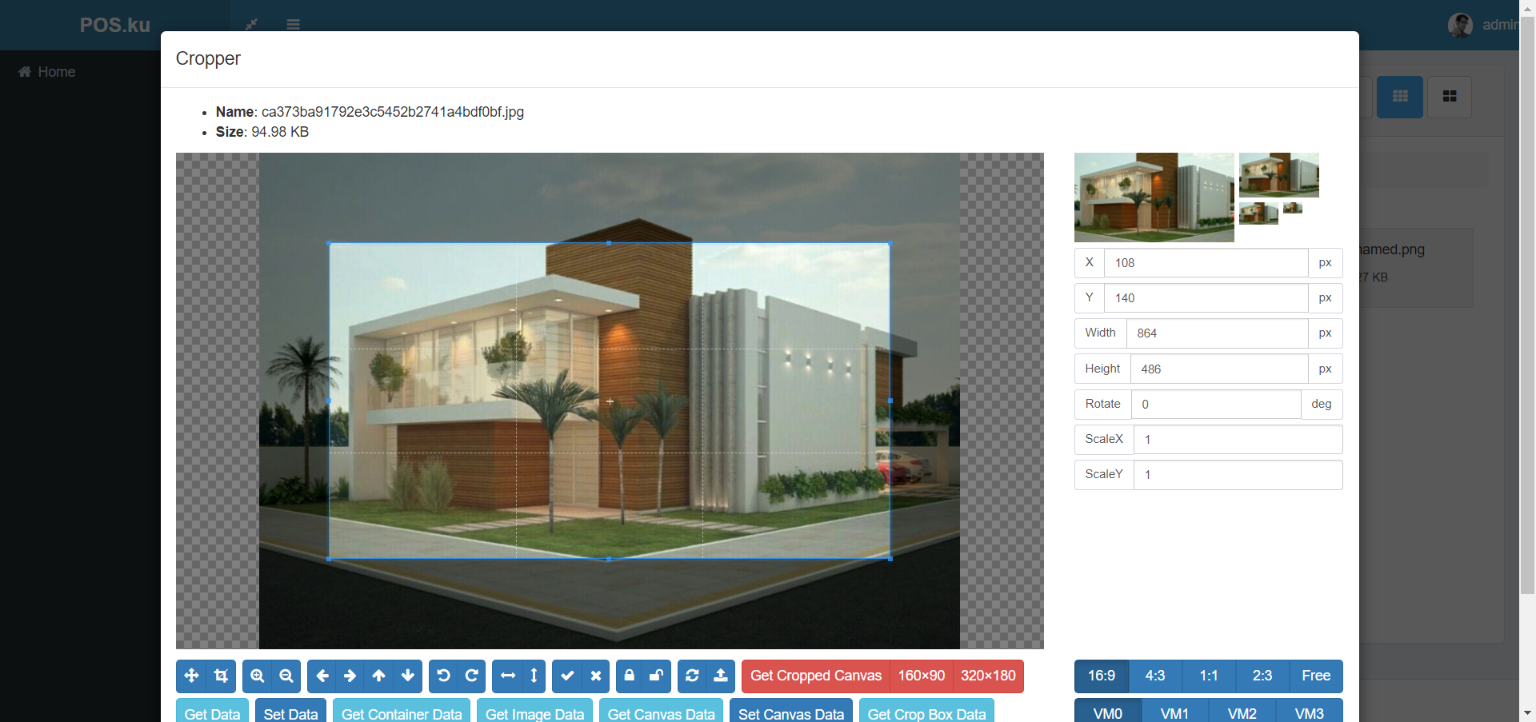 POS.ku
admin
Home
Cropper
Name: ca373ba91792e3c5452b2741a4bdf0bf.jpg
Size: 94.98 KB
named.png
27 KB
X 108 px
Y 140 px
Width 864 px
Height 486 px
Rotate 0 deg
ScaleX 1
ScaleY 1
Get Cropped Canvas 160×90 320×180
16:9 4:3 1:1 2:3 Free
Get Data Set Data Get Container Data Get Image Data Get Canvas Data Set Canvas Data Get Crop Box Data
VM0 VM1 VM2 VM3